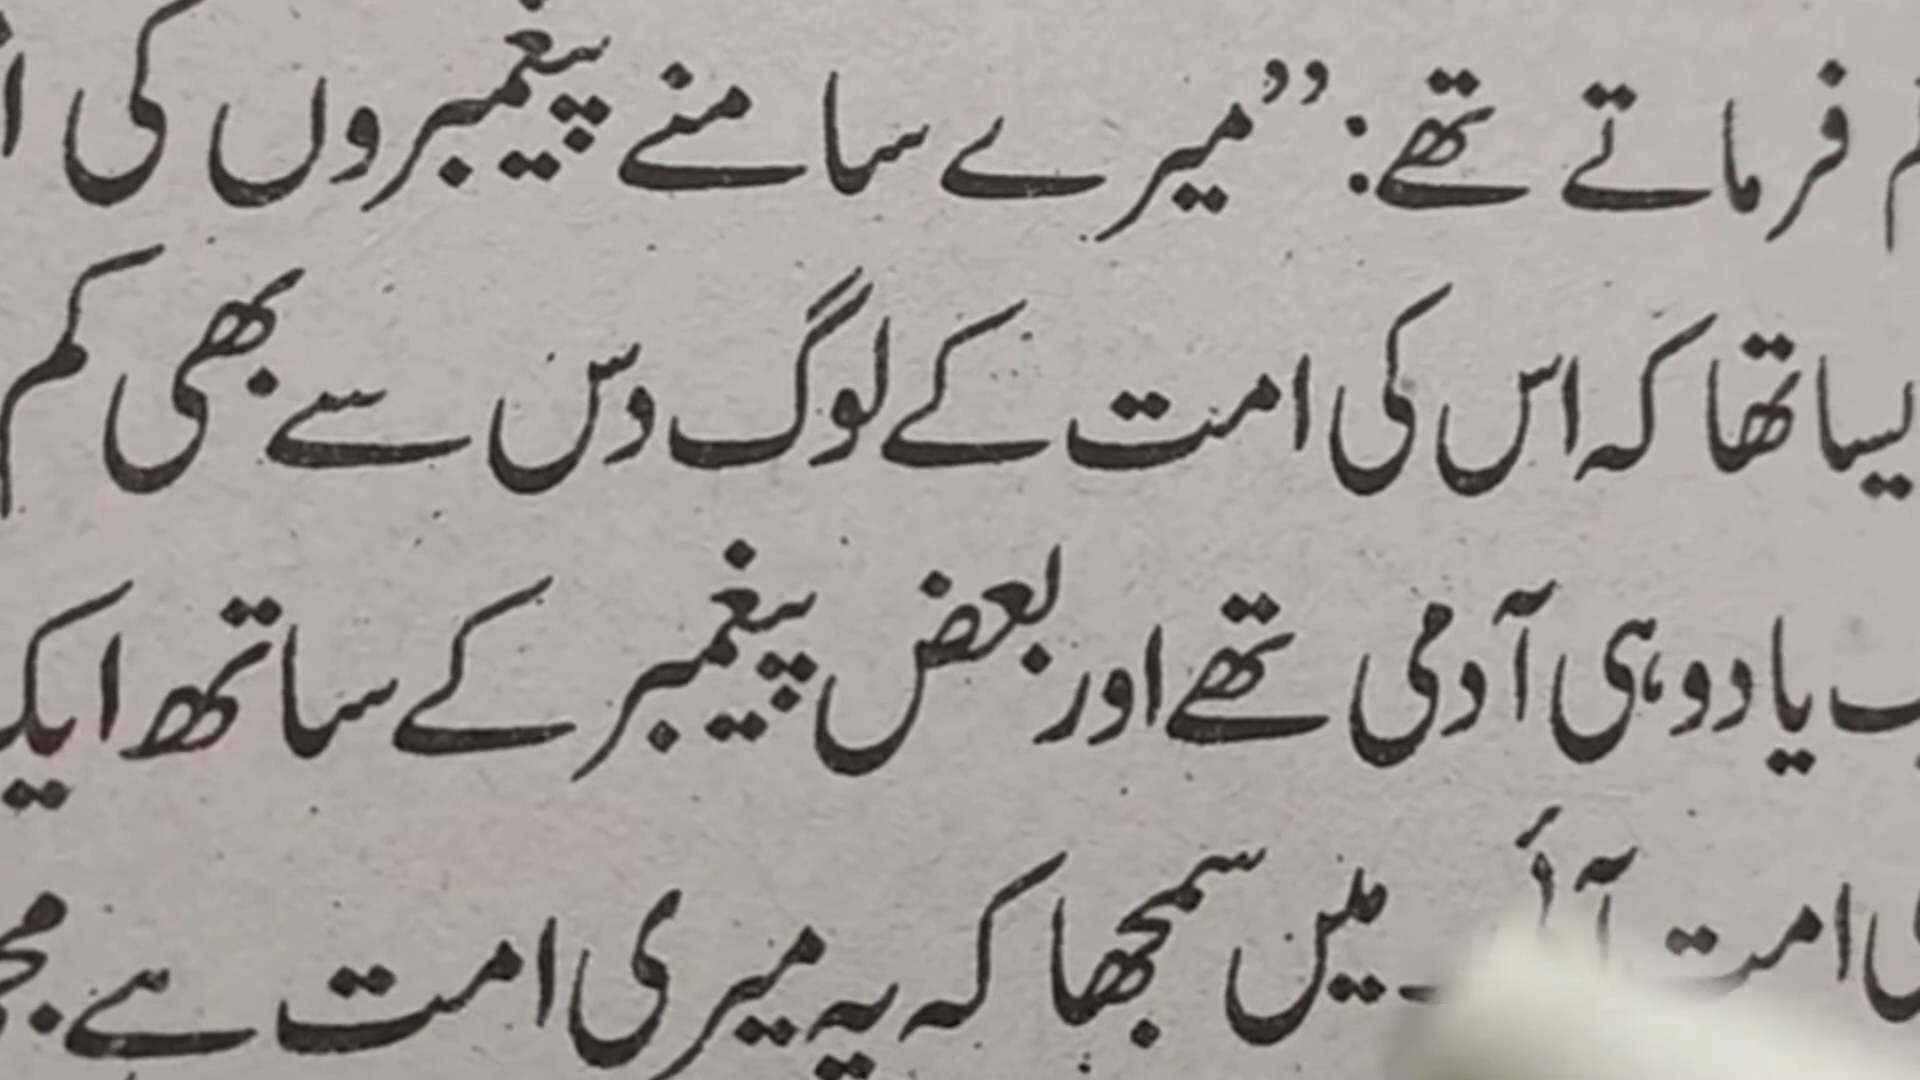 فرماتے تھے: ”میرے سامنے پیغمبروں کی
یسا تھا کہ اس کی امت کے لوگ دس سے بھی کم
یا دو ہی آدمی تھے اور بعض پیغمبر کے ساتھ ایک
امت میں سمجھا کہ یہ میری امت ہے